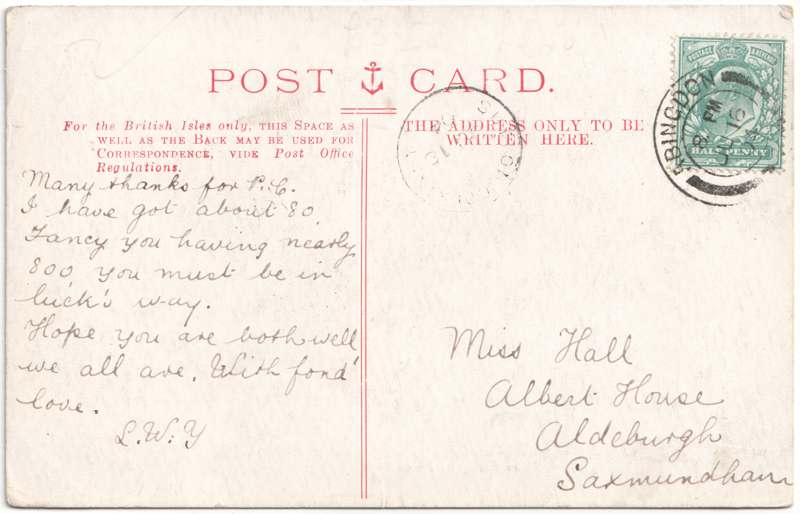 POST CARD.
For the British Isles only, THIS SPACE AS
WELL AS THE BACK MAY BE USED FOR
CORRESPONDENCE, VIDE Post Office
Regulations.
THE ADDRESS ONLY TO BE
WRITTEN HERE.
POSTAGE
HALFPENNY
ABINGDON
PM
Many thanks for P.C.
I have got about 80
Fancy you having nearly
800 you must be in
luck's way.
Hope you are both well
we all are. With fond
love.
L.W.Y
Miss Hall
Albert House
Aldeburgh
Saxmundham